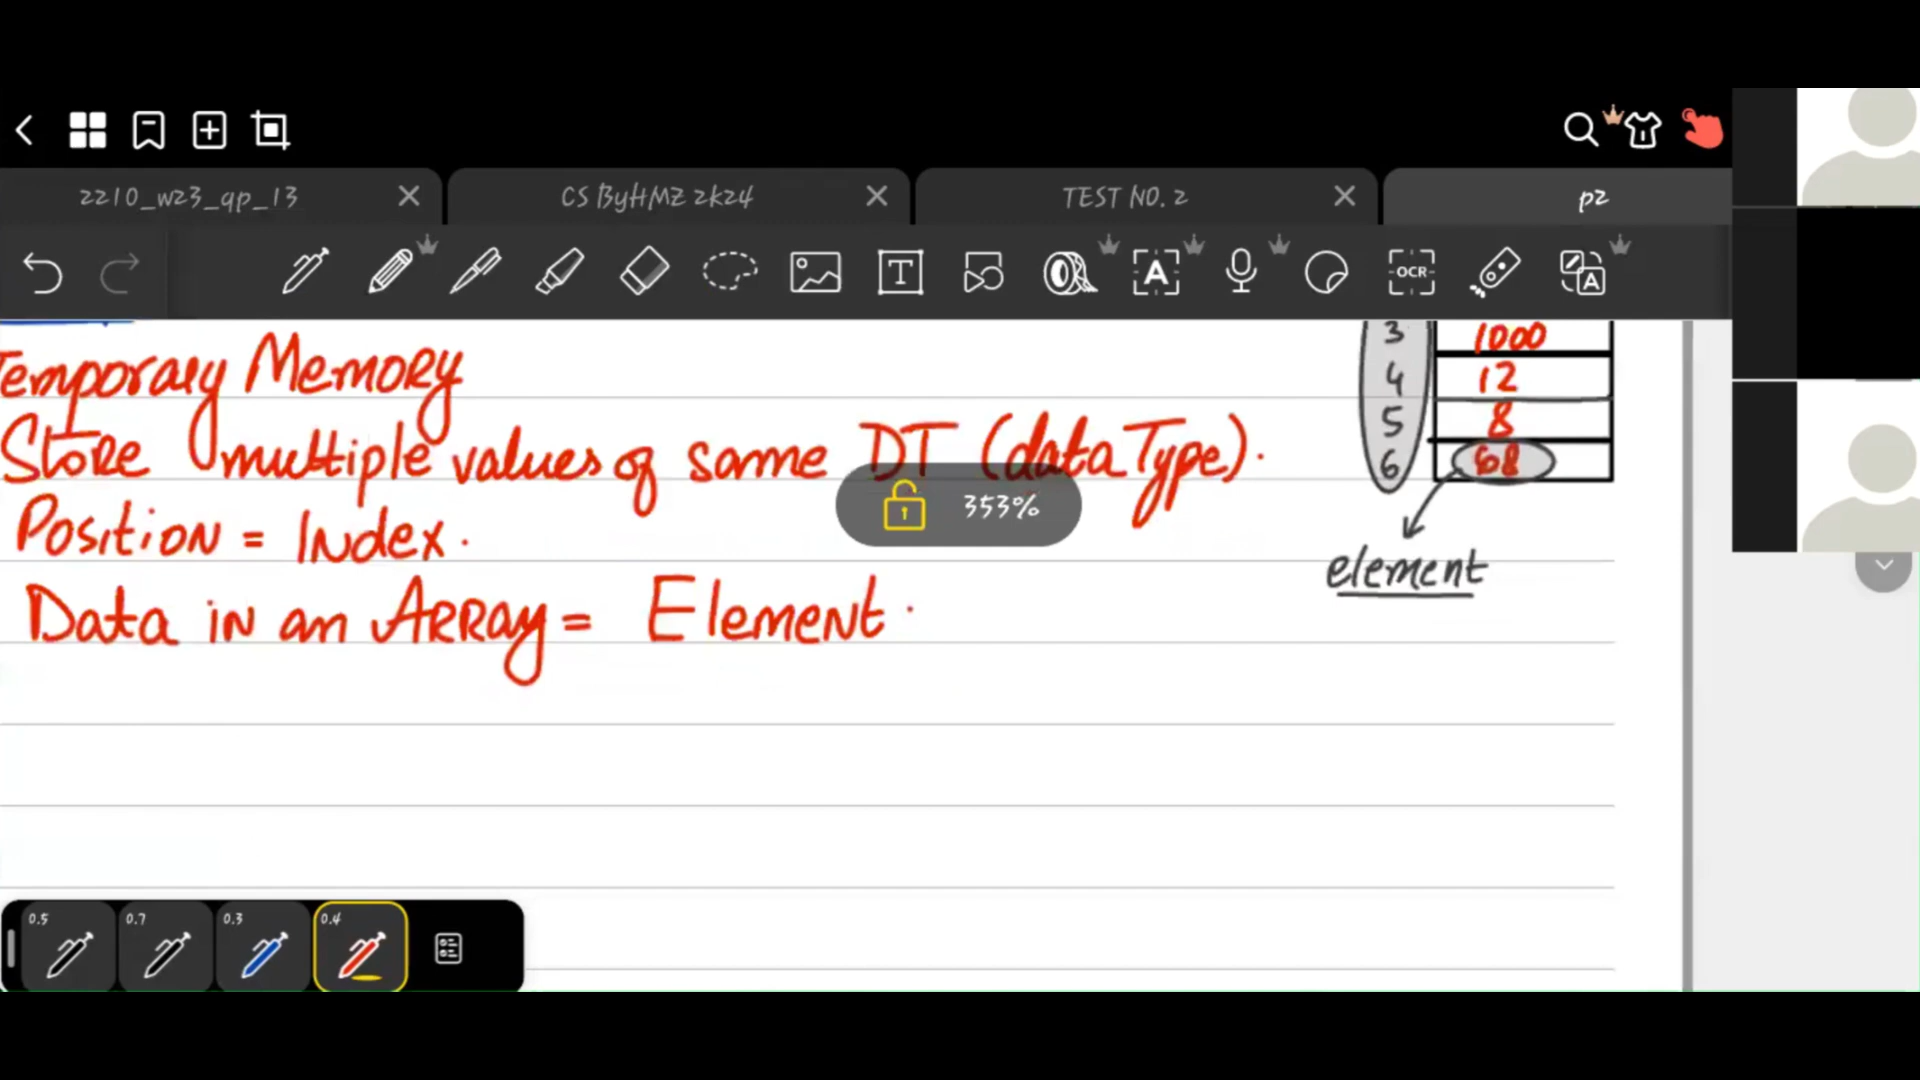 2210_w23_qp_13
CS ByHMZ 2k24
TEST NO. 2
p2
T
A
OCR
A
Temporary Memory
Store multiple values of same DT (data Type).
Position = Index.
Data in an ARRAy = Element.
353%
3 1000
4 12
5 8
6
element
0.5
0.7
0.3
0.4